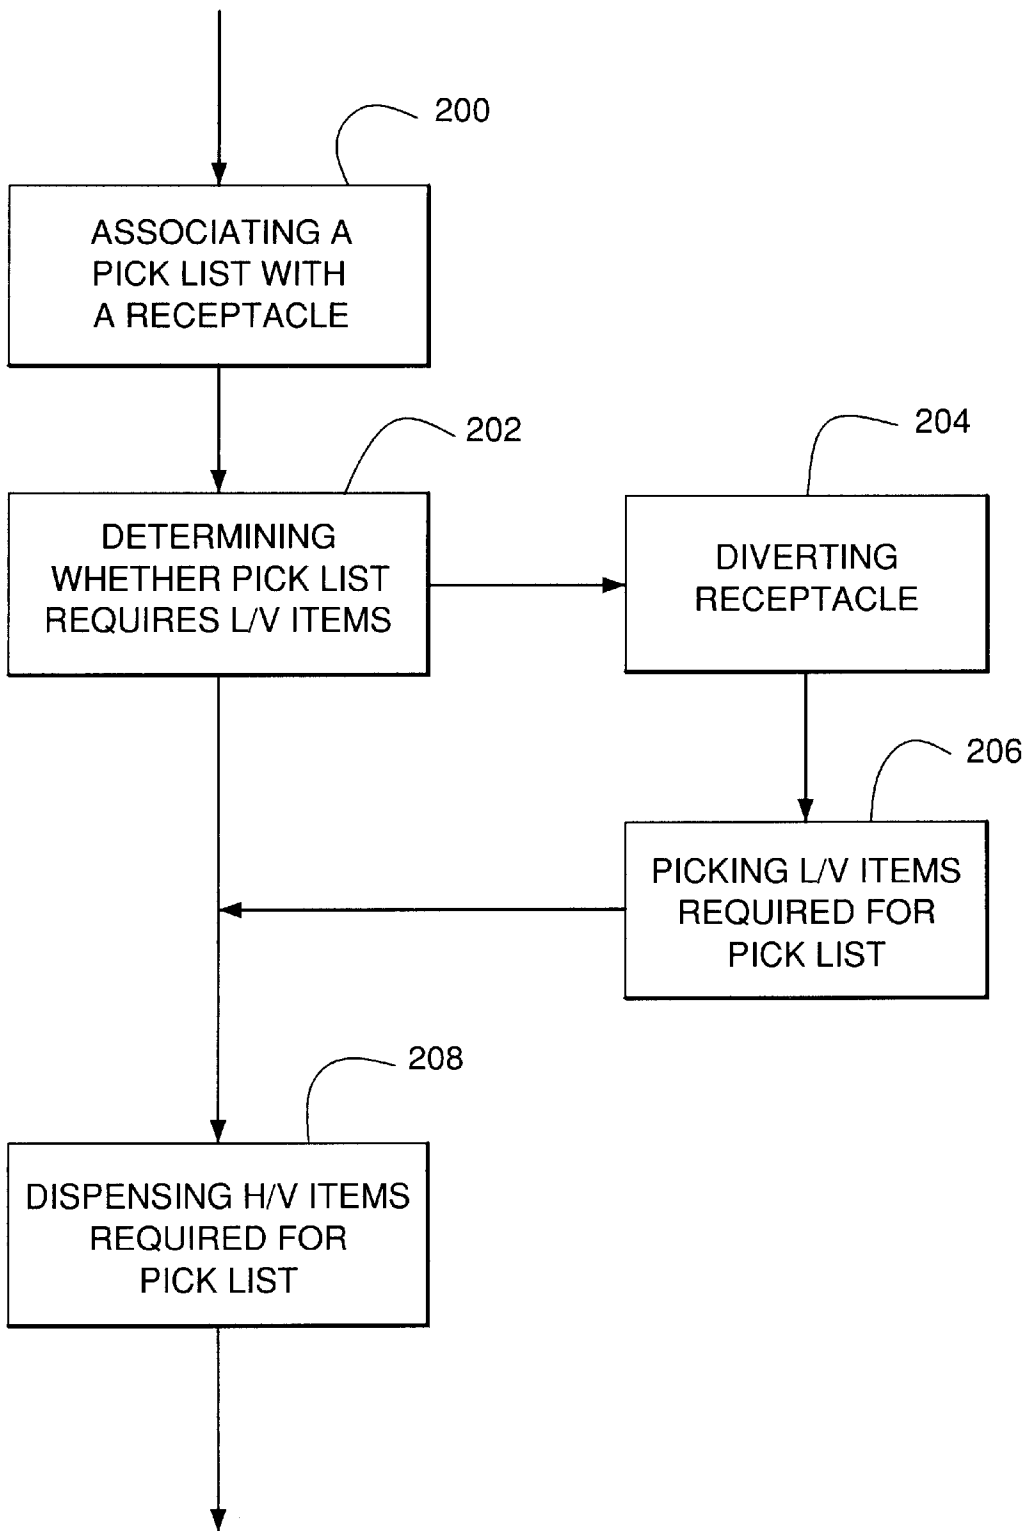 200
ASSOCIATING A
PICK LIST WITH
A RECEPTACLE
202
DETERMINING
WHETHER PICK LIST
REQUIRES L/V ITEMS
204
DIVERTING
RECEPTACLE
206
PICKING L/V ITEMS
REQUIRED FOR
PICK LIST
208
DISPENSING H/V ITEMS
REQUIRED FOR
PICK LIST